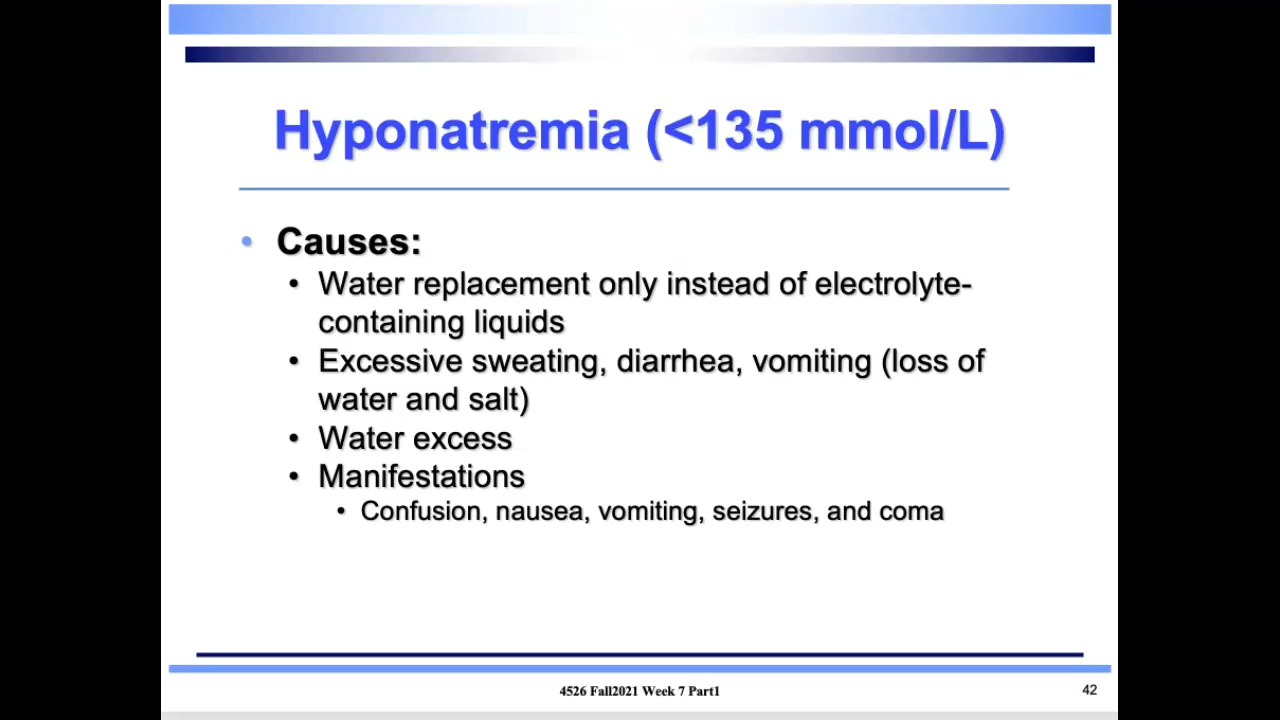 Hyponatremia (<135 mmol/L)
• Causes:
• Water replacement only instead of electrolyte-
containing liquids
• Excessive sweating, diarrhea, vomiting (loss of
water and salt)
• Water excess
• Manifestations
• Confusion, nausea, vomiting, seizures, and coma
4526 Fall2021 Week 7 Part1
42